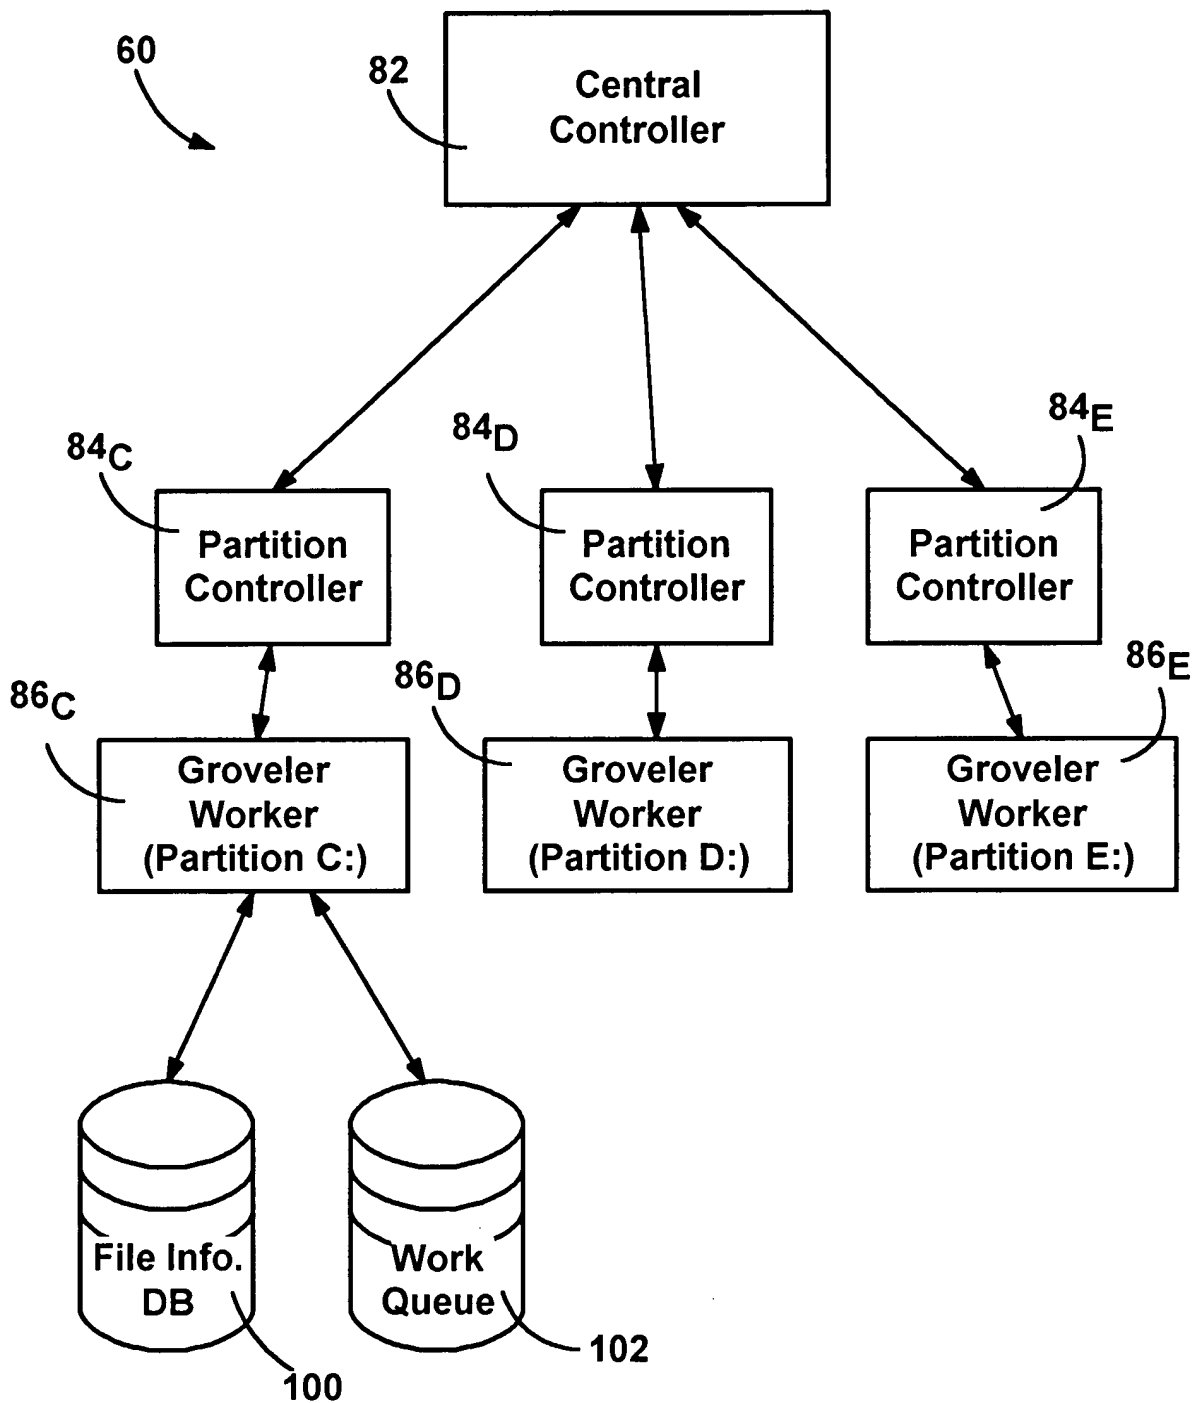 60
82
Central
Controller
84C
84D
84E
Partition
Controller
Partition
Controller
Partition
Controller
86C
86D
86E
Groveler
Worker
(Partition C:)
Groveler
Worker
(Partition D:)
Groveler
Worker
(Partition E:)
File Info.
DB
Work
Queue
100
102